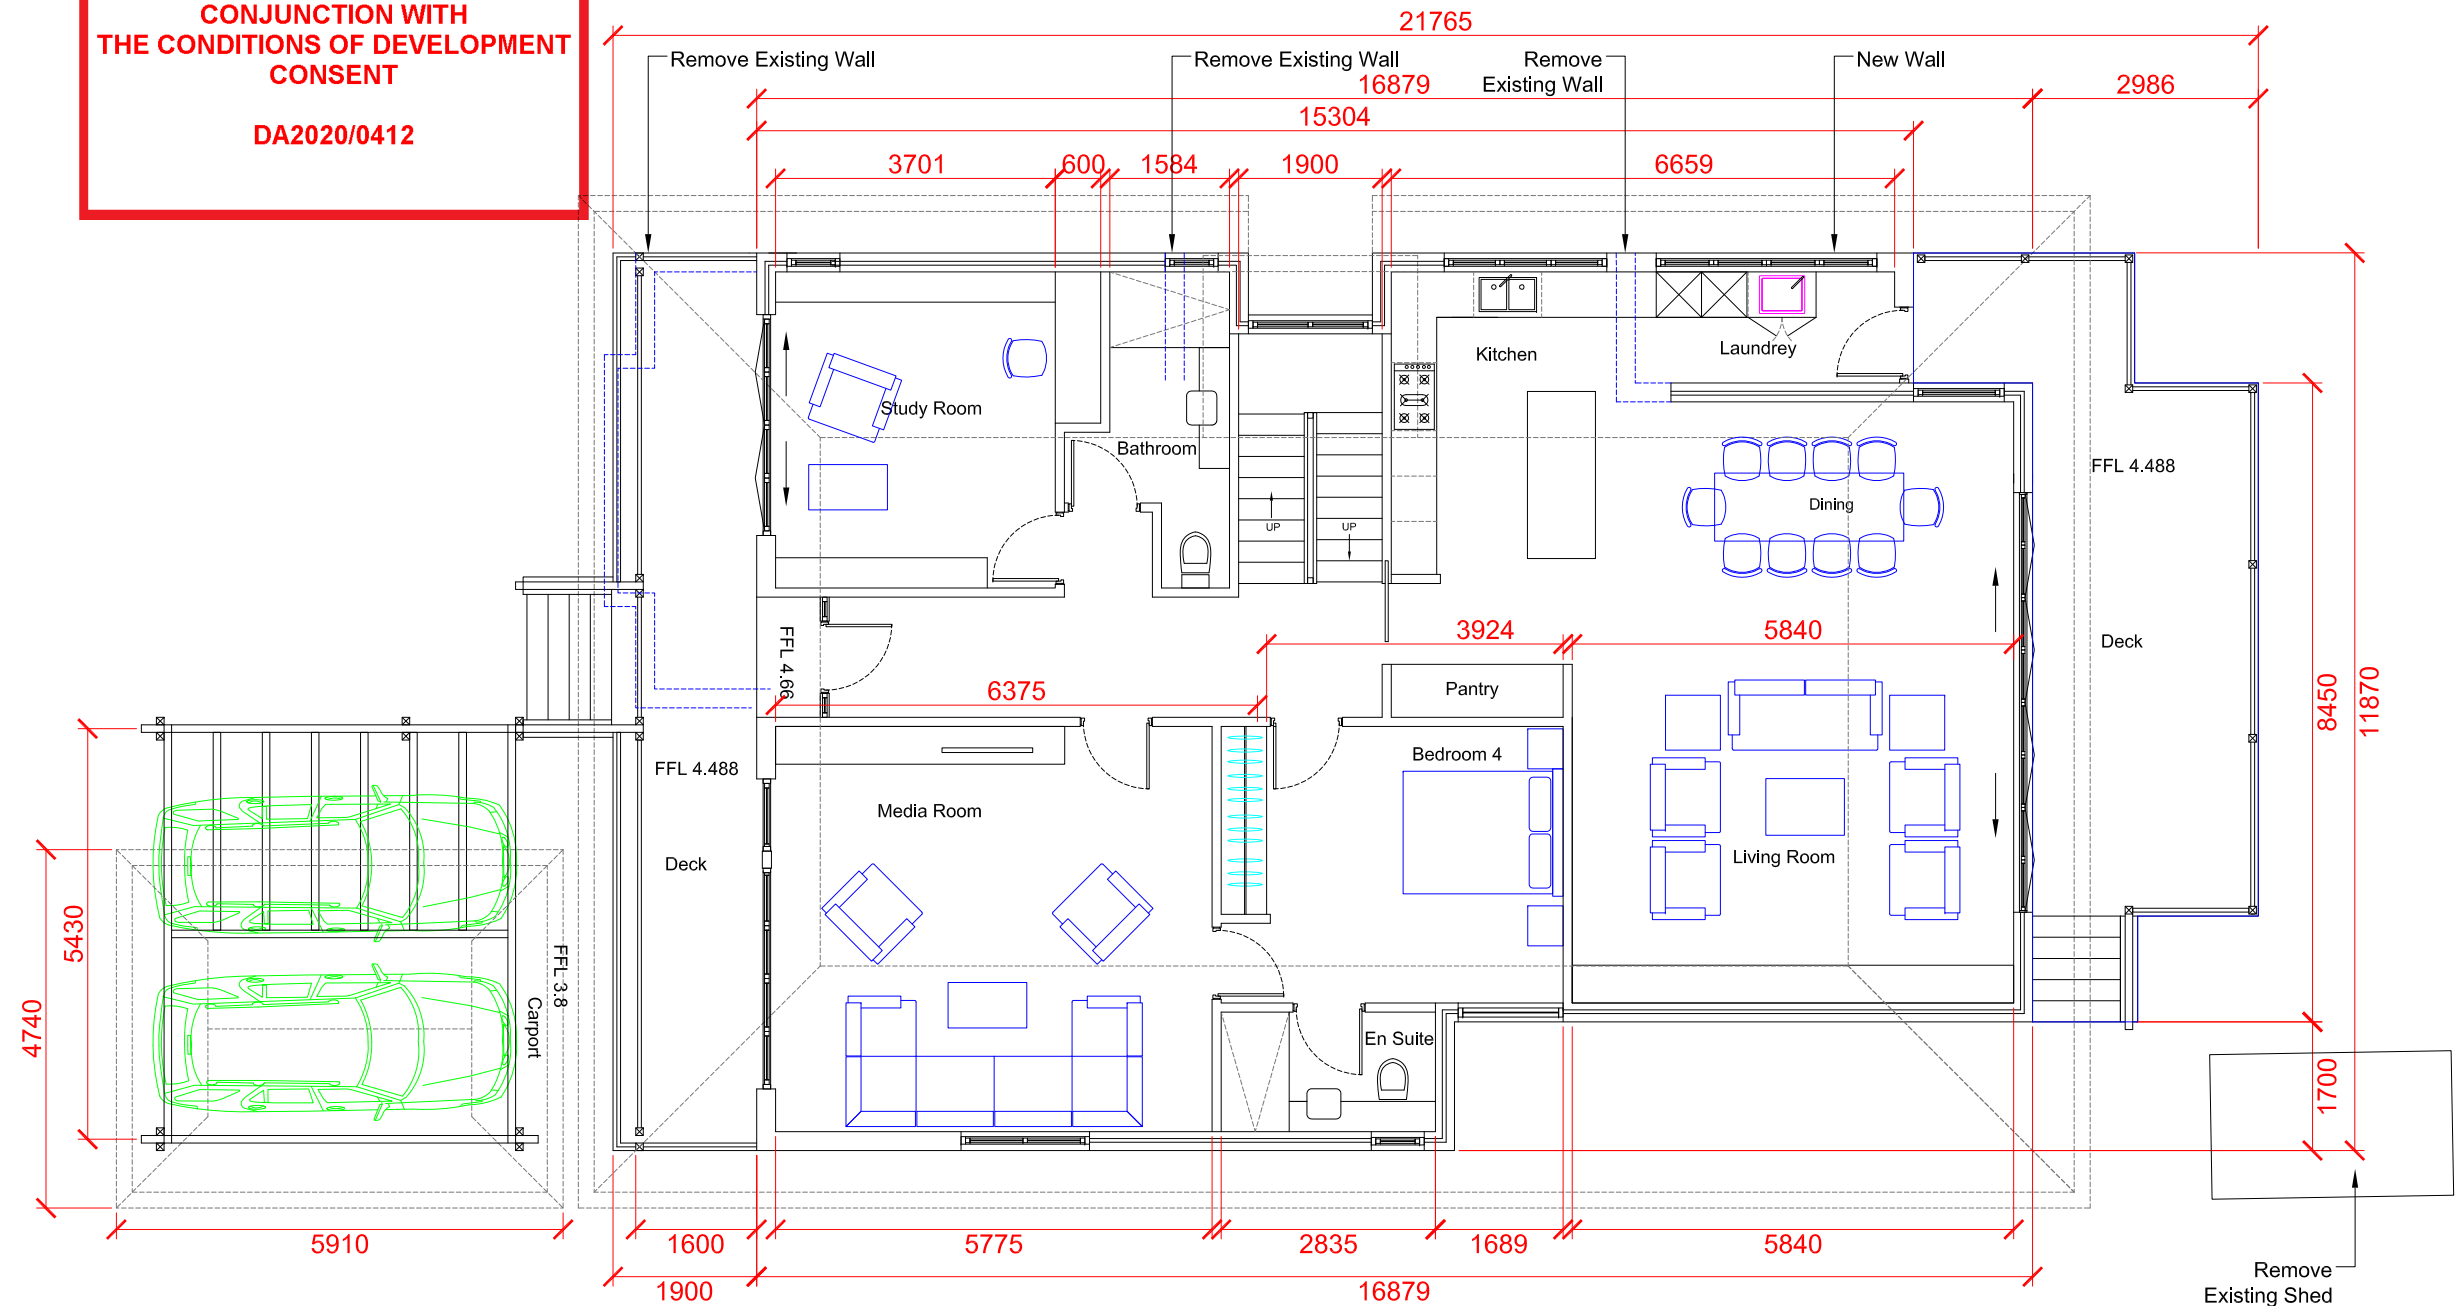 CONJUNCTION WITH
THE CONDITIONS OF DEVELOPMENT
CONSENT
DA2020/0412
21765
Remove Existing Wall
Remove Existing Wall
Remove
Existing Wall
New Wall
16879
2986
15304
3701
600
1584
1900
6659
Kitchen
Laundrey
Study Room
Bathroom
FFL 4.488
Dining
UP
UP
FFL 4.66
3924
5840
Deck
6375
Pantry
8450
11870
Bedroom 4
FFL 4.488
Media Room
Deck
Living Room
5430
4740
FFL 3.8
Carport
En Suite
1700
5910
1600
5775
2835
1689
5840
1900
16879
Remove
Existing Shed